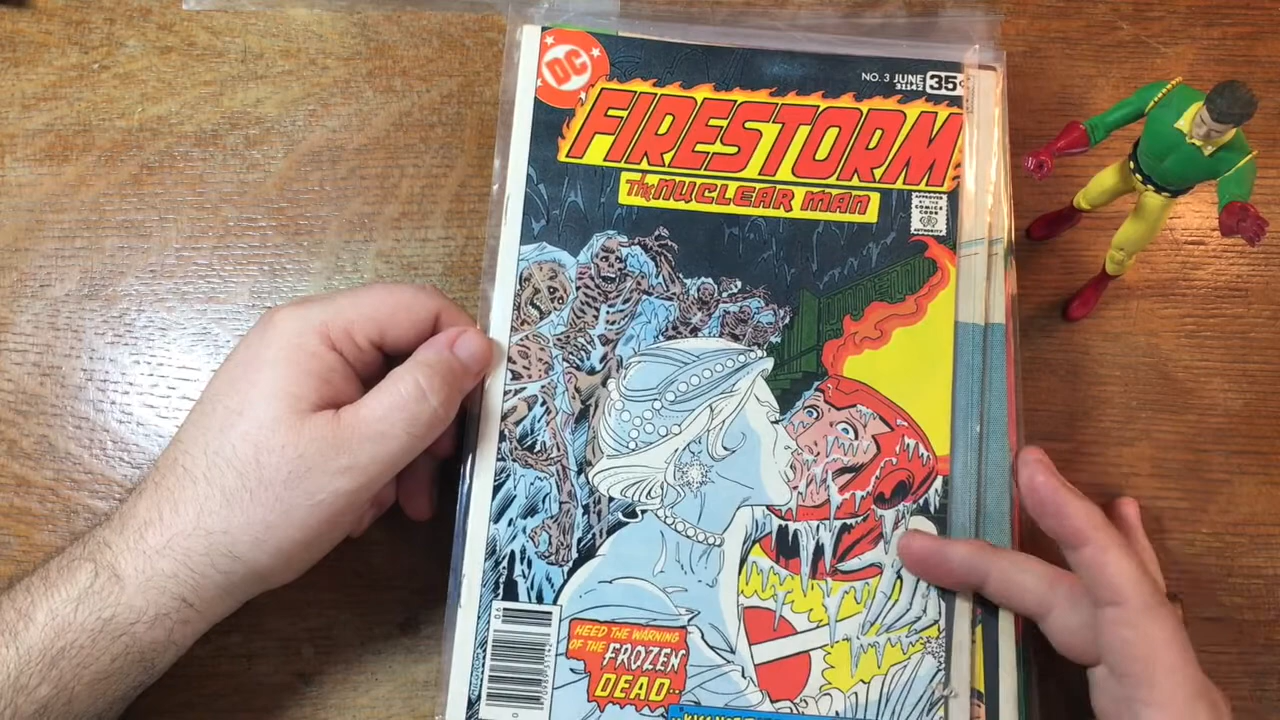 DC
NO. 3 JUNE 35¢
31142
FIRESTORM
The NUCLEAR MAN
APPROVED
BY THE
COMICS
CODE
AUTHORITY
06
HEED THE WARNING
OF THE FROZEN
DEAD..